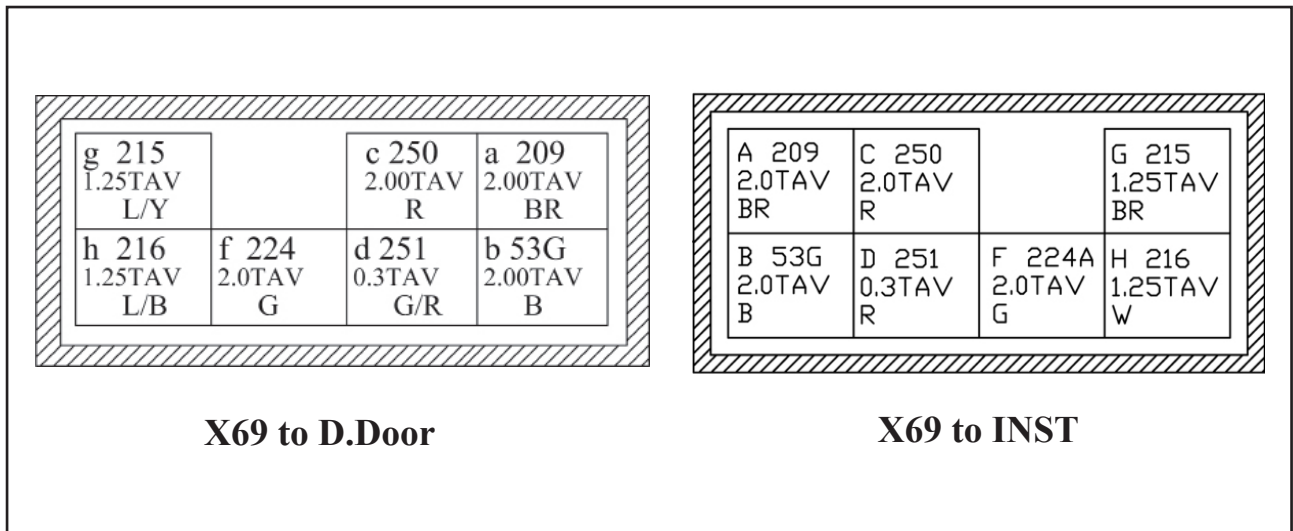 g 215
1.25TAV
L/Y
c 250
2.00TAV
R
a 209
2.00TAV
BR
h 216
1.25TAV
L/B
f 224
2.0TAV
G
d 251
0.3TAV
G/R
b 53G
2.00TAV
B
X69 to D.Door
A 209
2.0TAV
BR
C 250
2.0TAV
R
G 215
1.25TAV
BR
B 53G
2.0TAV
B
D 251
0.3TAV
R
F 224A
2.0TAV
G
H 216
1.25TAV
W
X69 to INST